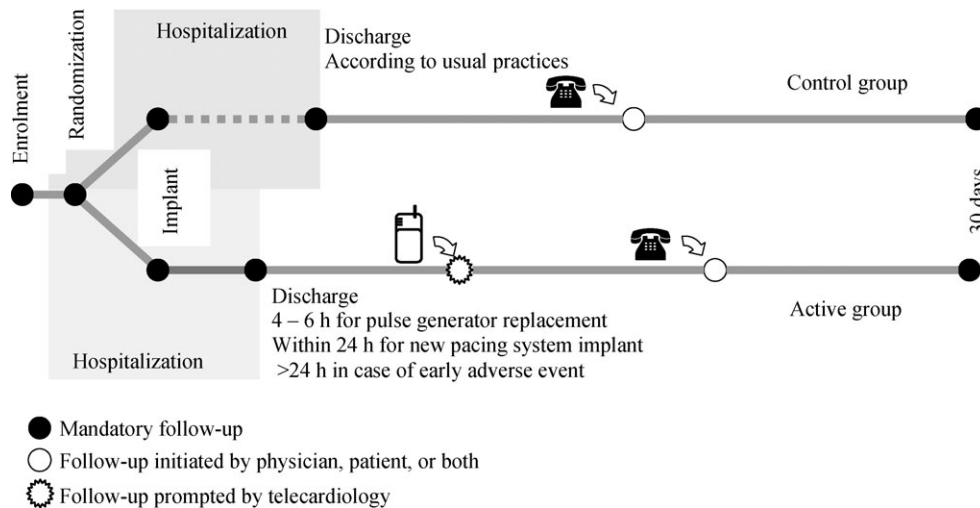 Enrolment
Randomization
Hospitalization
Discharge
According to usual practices
Control group
Implant
30 days
Discharge
4 – 6 h for pulse generator replacement
Within 24 h for new pacing system implant
>24 h in case of early adverse event
Active group
Hospitalization
Mandatory follow-up
Follow-up initiated by physician, patient, or both
Follow-up prompted by telecardiology